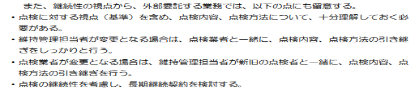 また、継続性の視点から、外部委託する業務では、以下の点にも留意する。
・点検に対する視点（基準）を含め、点検内容、点検方法について、十分理解しておく必
要がある。
・維持管理担当者が変更となる場合は、点検業者と一緒に、点検内容、点検方法の引き継
ぎをしっかりと行う。
・点検業者が変更となる場合は、維持管理担当者が新旧の点検者と一緒に、点検内容、点
検方法の引き継ぎを行う。
・点検の継続性を考慮し、長期継続契約を検討する。